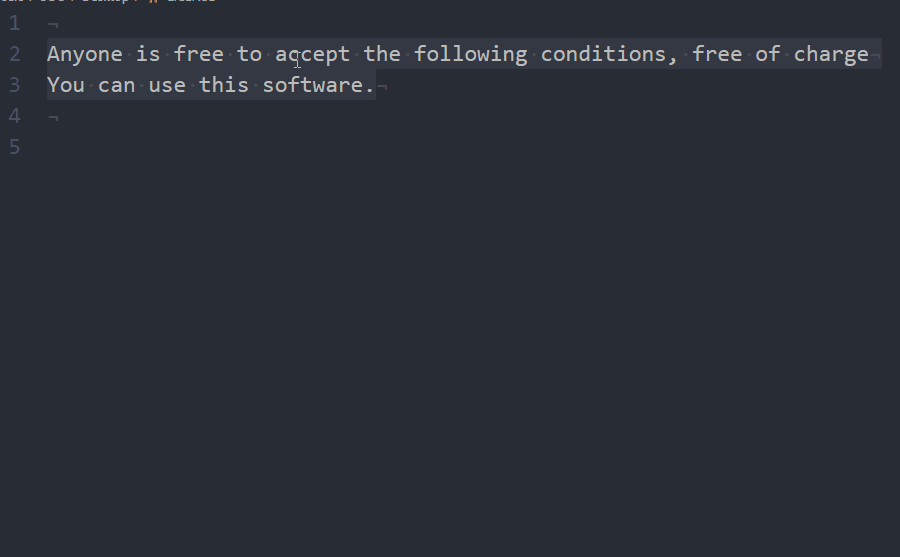 1
2 Anyone is free to accept the following conditions, free of charge
3 You can use this software.
4
5